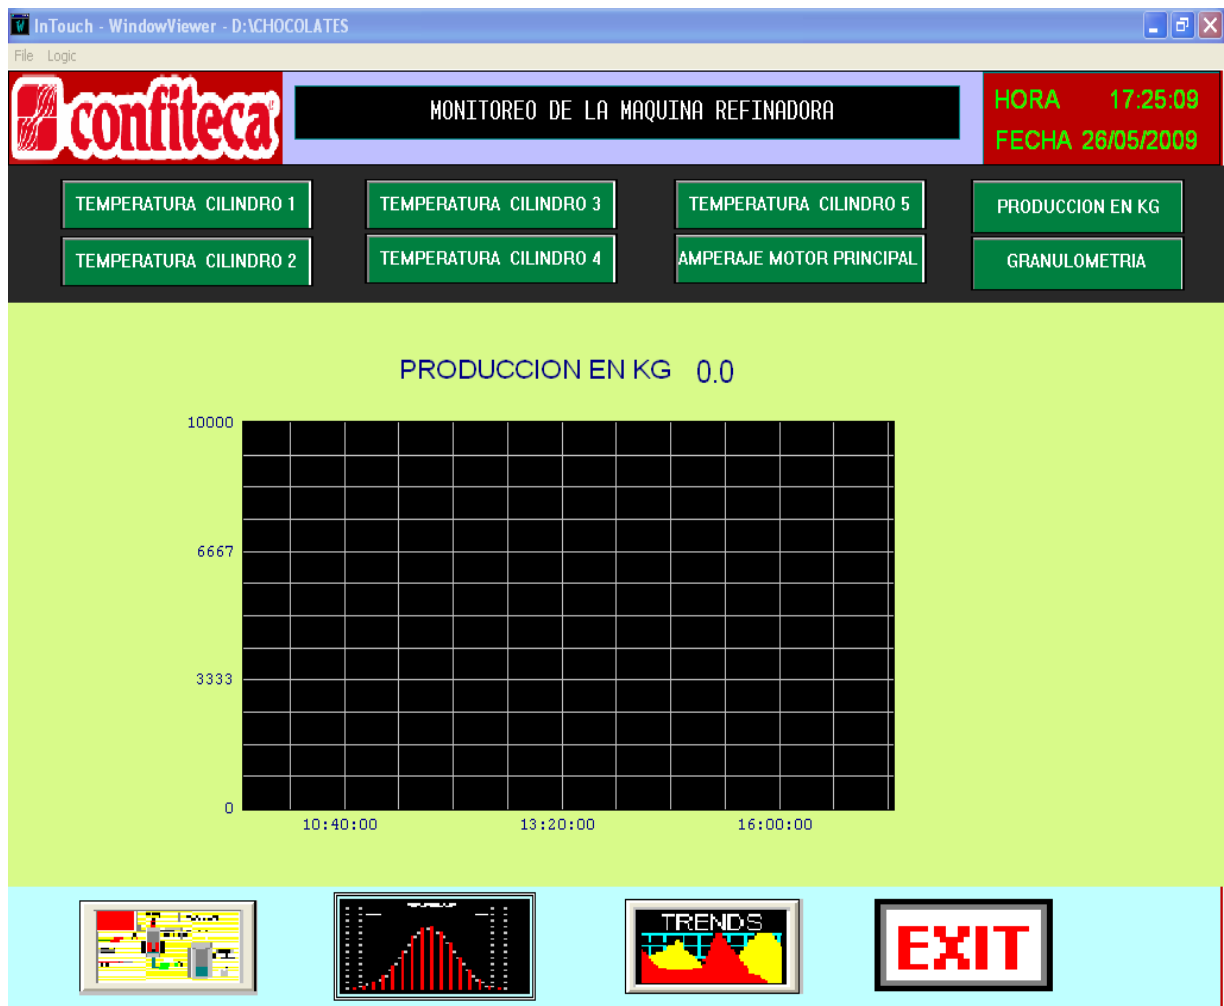 InTouch - WindowViewer - D:\CHOCOLATES
File Logic
confiteca
MONITOREO DE LA MAQUINA REFINADORA
HORA 17:25:09
FECHA 26/05/2009
TEMPERATURA CILINDRO 1
TEMPERATURA CILINDRO 3
TEMPERATURA CILINDRO 5
PRODUCCION EN KG
TEMPERATURA CILINDRO 2
TEMPERATURA CILINDRO 4
AMPERAJE MOTOR PRINCIPAL
GRANULOMETRIA
PRODUCCION EN KG 0.0
10000
6667
3333
0
10:40:00 13:20:00 16:00:00
TRENDS
EXIT